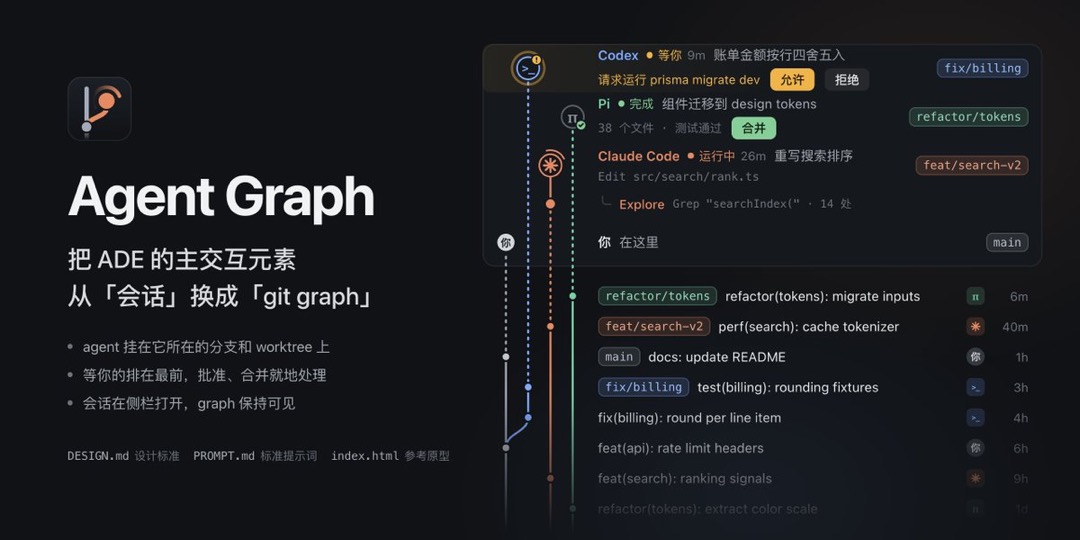 Agent Graph
把 ADE 的主交互元素
从「会话」换成「git graph」
agent 挂在它所在的分支和 worktree 上
等你的排在最前，批准、合并就地处理
会话在侧栏打开，graph 保持可见
DESIGN.md 设计标准 PROMPT.md 标准提示词 index.html 参考原型
>_ ! Codex 等你 9m 账单金额按行四舍五入 fix/billing
请求运行 prisma migrate dev 允许 拒绝
π Pi 完成 组件迁移到 design tokens refactor/tokens
38 个文件 · 测试通过 合并
Claude Code 运行中 26m 重写搜索排序 feat/search-v2
Edit src/search/rank.ts
Explore Grep "searchIndex(" · 14 处
你 你 在这里 main
refactor/tokens refactor(tokens): migrate inputs π 6m
feat/search-v2 perf(search): cache tokenizer 40m
main docs: update README 你 1h
fix/billing test(billing): rounding fixtures >_ 3h
fix(billing): round per line item >_ 4h
feat(api): rate limit headers 你 6h
feat(search): ranking signals 9h
refactor(tokens): extract color scale π 1d